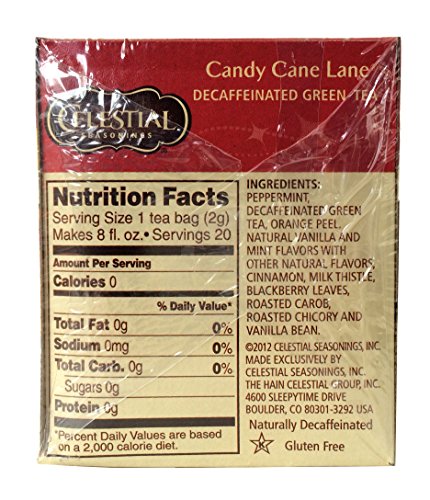 Candy Cane Lane
DECAFFEINATED GREEN TEA
CELESTIAL
SEASONINGS
Nutrition Facts
Serving Size 1 tea bag (2g)
Makes 8 fl. oz.• Servings 20
Amount Per Serving
Calories 0
% Daily Value*
Total Fat 0g 0%
Sodium 0mg 0%
Total Carb. 0g 0%
Sugars 0g
Protein 0g
*Percent Daily Values are based
on a 2,000 calorie diet.
INGREDIENTS:
PEPPERMINT,
DECAFFEINATED GREEN
TEA, ORANGE PEEL,
NATURAL VANILLA AND
MINT FLAVORS WITH
OTHER NATURAL FLAVORS,
CINNAMON, MILK THISTLE,
BLACKBERRY LEAVES,
ROASTED CAROB,
ROASTED CHICORY AND
VANILLA BEAN.
©2012 CELESTIAL SEASONINGS, INC.
MADE EXCLUSIVELY BY
CELESTIAL SEASONINGS, INC.
THE HAIN CELESTIAL GROUP, INC.
4600 SLEEPYTIME DRIVE
BOULDER, CO 80301-3292 USA
Naturally Decaffeinated
K Gluten Free